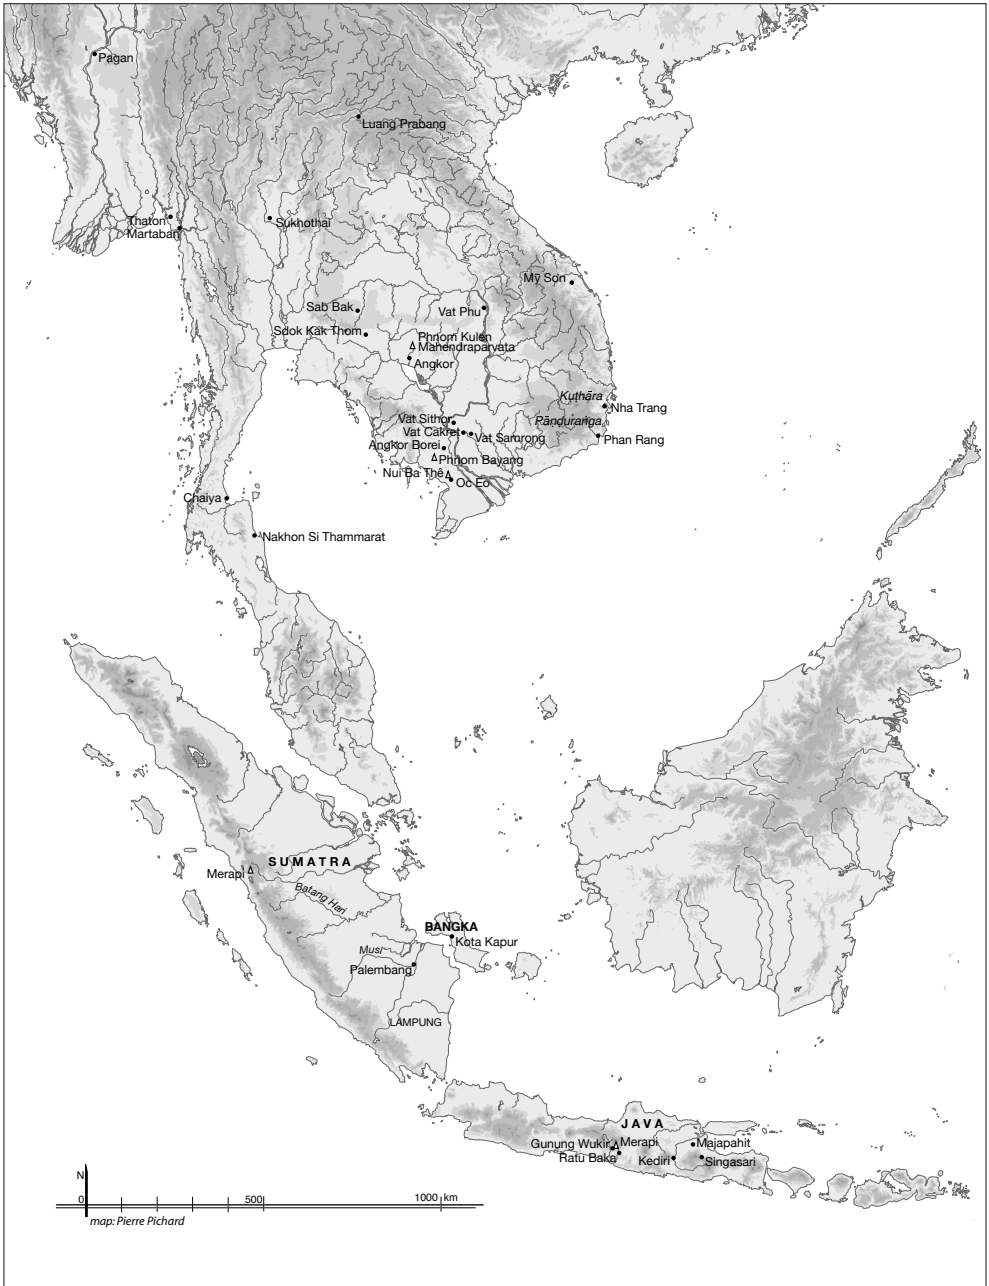 Pagan
Luang Prabang
Thaton
Martaban
Sukhothai
Mỹ Sơn
Sab Bak
Vat Phu
Sdok Kak Thom
Phnom Kulen
Mahendraparvata
Angkor
Kuṭhāra
Nha Trang
Vat Sithor
Pāṇḍuraṅga
Vat Cakret
Vat Samrong
Phan Rang
Angkor Borei
Phnom Bayang
Nui Ba Thê
Oc Eo
Chaiya
Nakhon Si Thammarat
SUMATRA
Merapi
Batang Hari
BANGKA
Kota Kapur
Musi
Palembang
LAMPUNG
JAVA
Gunung Wukir
Merapi
Majapahit
Ratu Baka
Kediri
Singasari
N
0 500 1000 km
map: Pierre Pichard